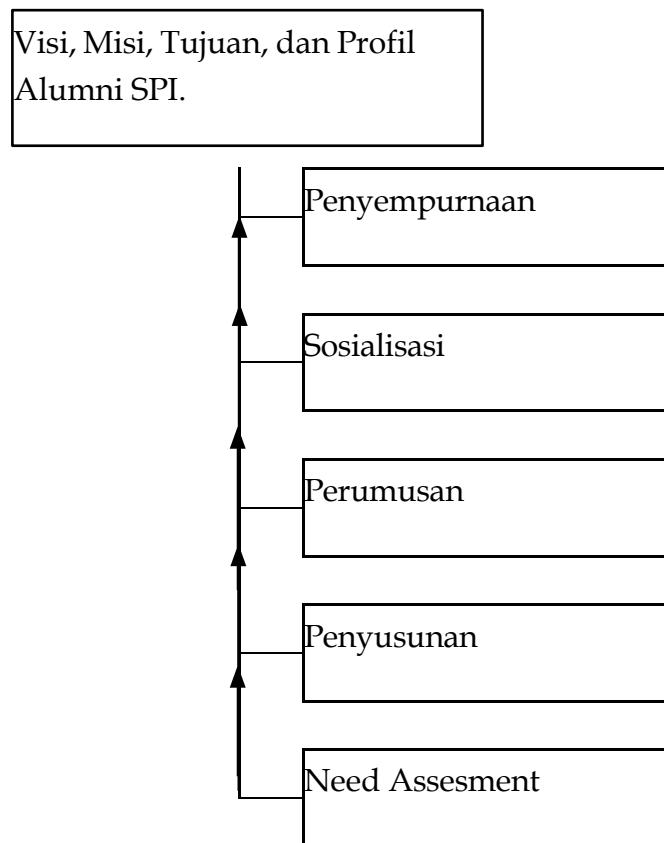 Visi, Misi, Tujuan, dan Profil
Alumni SPI.
Penyempurnaan
Sosialisasi
Perumusan
Penyusunan
Need Assesment